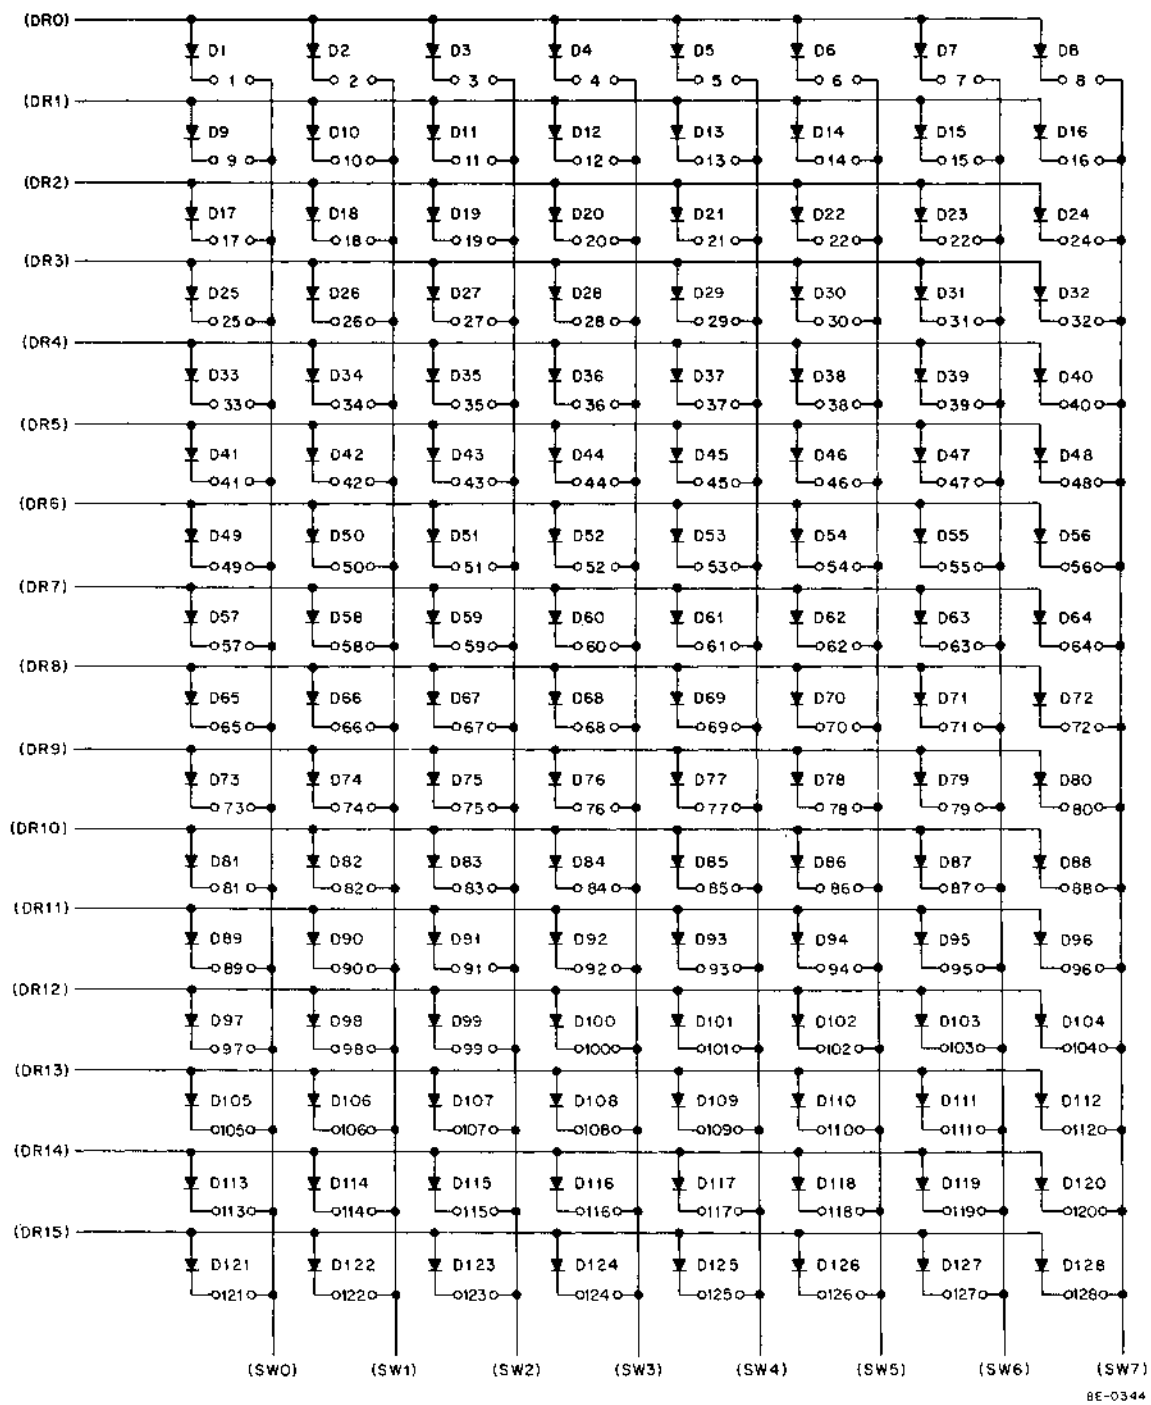 (DR0)
D1 D2 D3 D4 D5 D6 D7 D8
1 2 3 4 5 6 7 8
(DR1)
D9 D10 D11 D12 D13 D14 D15 D16
9 10 11 12 13 14 15 16
(DR2)
D17 D18 D19 D20 D21 D22 D23 D24
17 18 19 20 21 22 22 24
(DR3)
D25 D26 D27 D28 D29 D30 D31 D32
25 26 27 28 29 30 31 32
(DR4)
D33 D34 D35 D36 D37 D38 D39 D40
33 34 35 36 37 38 39 40
(DR5)
D41 D42 D43 D44 D45 D46 D47 D48
41 42 43 44 45 46 47 48
(DR6)
D49 D50 D51 D52 D53 D54 D55 D56
49 50 51 52 53 54 55 56
(DR7)
D57 D58 D59 D60 D61 D62 D63 D64
57 58 59 60 61 62 63 64
(DR8)
D65 D66 D67 D68 D69 D70 D71 D72
65 66 67 68 69 70 71 72
(DR9)
D73 D74 D75 D76 D77 D78 D79 D80
73 74 75 76 77 78 79 80
(DR10)
D81 D82 D83 D84 D85 D86 D87 D88
81 82 83 84 85 86 87 88
(DR11)
D89 D90 D91 D92 D93 D94 D95 D96
89 90 91 92 93 94 95 96
(DR12)
D97 D98 D99 D100 D101 D102 D103 D104
97 98 99 100 101 102 103 104
(DR13)
D105 D106 D107 D108 D109 D110 D111 D112
105 106 107 108 109 110 111 112
(DR14)
D113 D114 D115 D116 D117 D118 D119 D120
113 114 115 116 117 118 119 120
(DR15)
D121 D122 D123 D124 D125 D126 D127 D128
121 122 123 124 125 126 127 128
(SW0) (SW1) (SW2) (SW3) (SW4) (SW5) (SW6) (SW7)
8E-0344